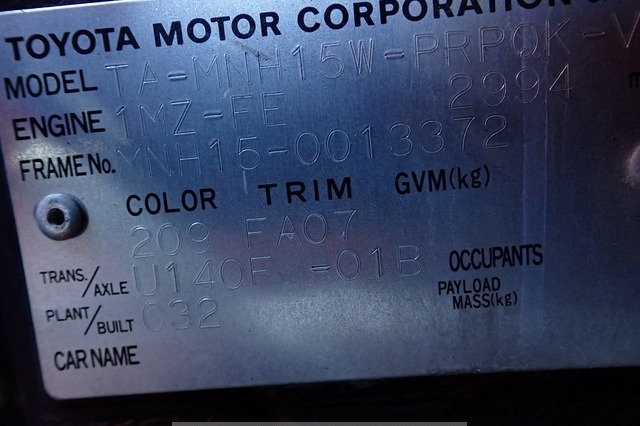 TOYOTA MOTOR CORPORATION
MODEL TA-MNH15W-PRPQK-V
ENGINE 1MZ-FE 2994
FRAME No. MNH15-0013372
COLOR TRIM GVM(kg)
209 FA07
TRANS./AXLE U140F -01B OCCUPANTS
PLANT/BUILT C32 PAYLOAD MASS(kg)
CAR NAME